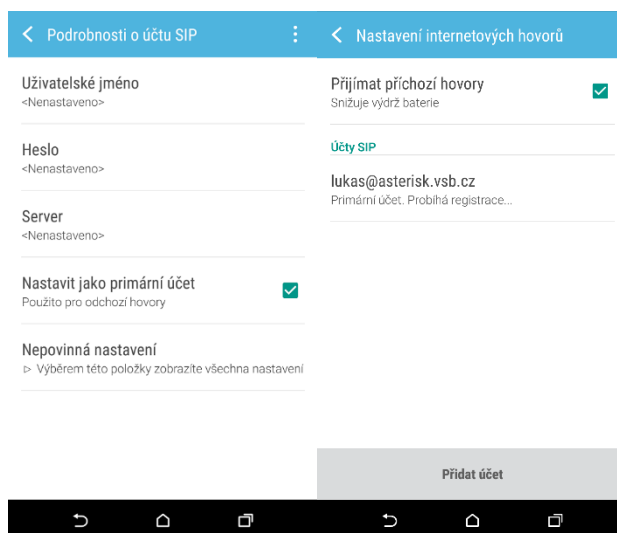 Podrobnosti o účtu SIP
Uživatelské jméno
<Nenastaveno>
Heslo
<Nenastaveno>
Server
<Nenastaveno>
Nastavit jako primární účet
Použito pro odchozí hovory
Nepovinná nastavení
▷ Výběrem této položky zobrazíte všechna nastavení
Nastavení internetových hovorů
Přijímat příchozí hovory
Snižuje výdrž baterie
Účty SIP
lukas@asterisk.vsb.cz
Primární účet. Probíhá registrace...
Přidat účet